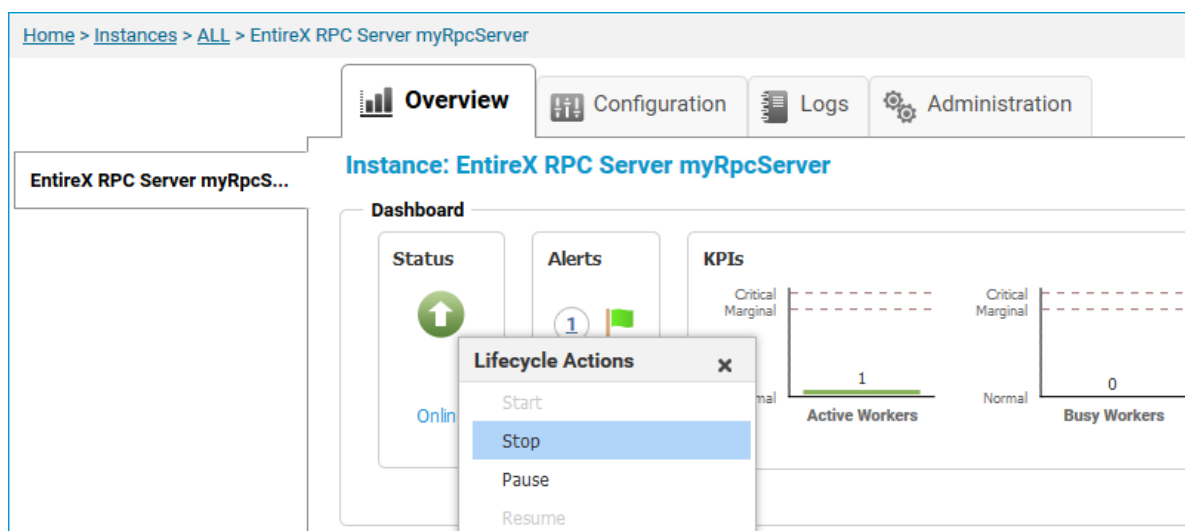 Home > Instances > ALL > EntireX RPC Server myRpcServer
Overview
Configuration
Logs
Administration
EntireX RPC Server myRpcS...
Instance: EntireX RPC Server myRpcServer
Dashboard
Status
Alerts
KPIs
1
Critical
Marginal
1
Active Workers
Critical
Marginal
Normal
0
Busy Workers
Lifecycle Actions
Start
Stop
Pause
Resume